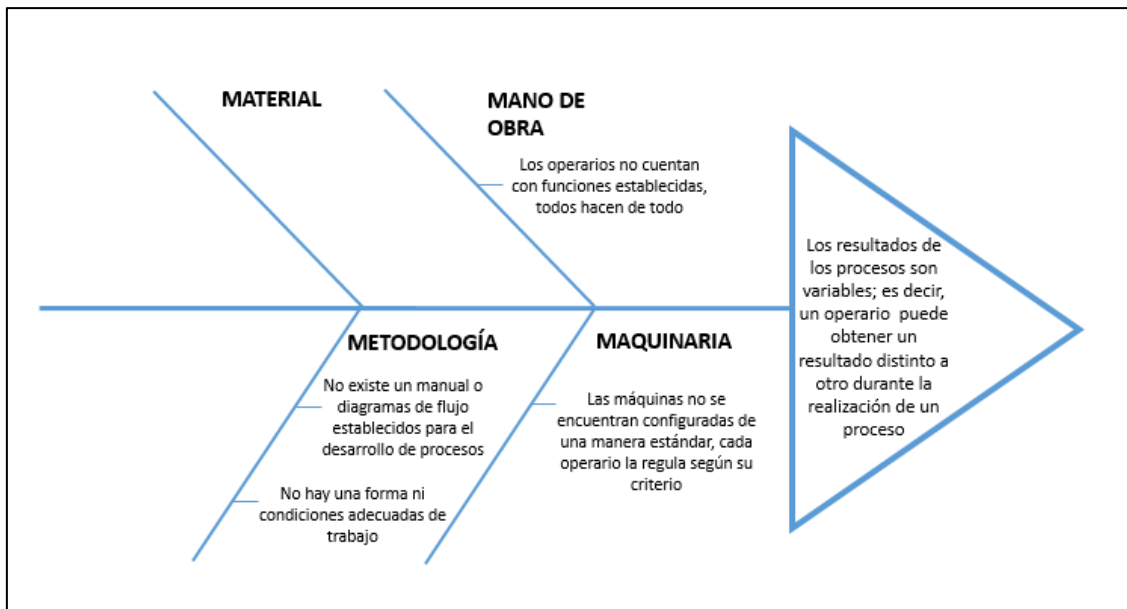 MATERIAL
MANO DE
OBRA
Los operarios no cuentan
con funciones establecidas,
todos hacen de todo
METODOLOGÍA
No existe un manual o
diagramas de flujo
establecidos para el
desarrollo de procesos
No hay una forma ni
condiciones adecuadas de
trabajo
MAQUINARIA
Las máquinas no se
encuentran configuradas de
una manera estándar, cada
operario la regula según su
criterio
Los resultados de
los procesos son
variables; es decir,
un operario puede
obtener un
resultado distinto a
otro durante la
realización de un
proceso